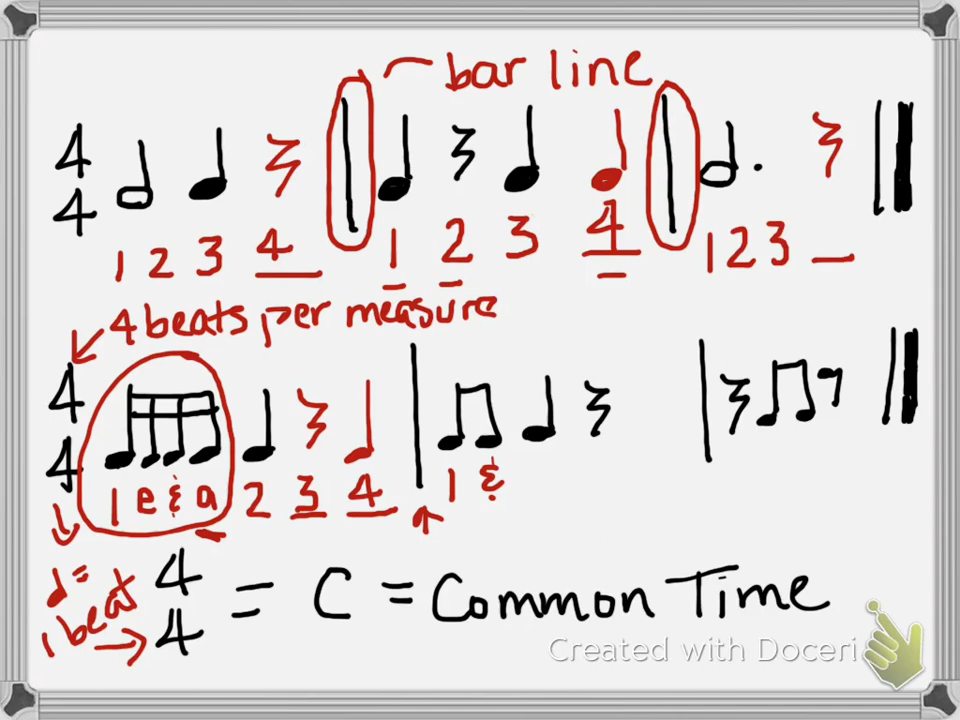 bar line
4
4
1 2 3 4 1 2 3 4 1 2 3 _
4 beats per measure
4
4
1 e & a 2 3 4 1 &
♩ = 1 beat
4
4 = C = Common Time
Created with Doceri